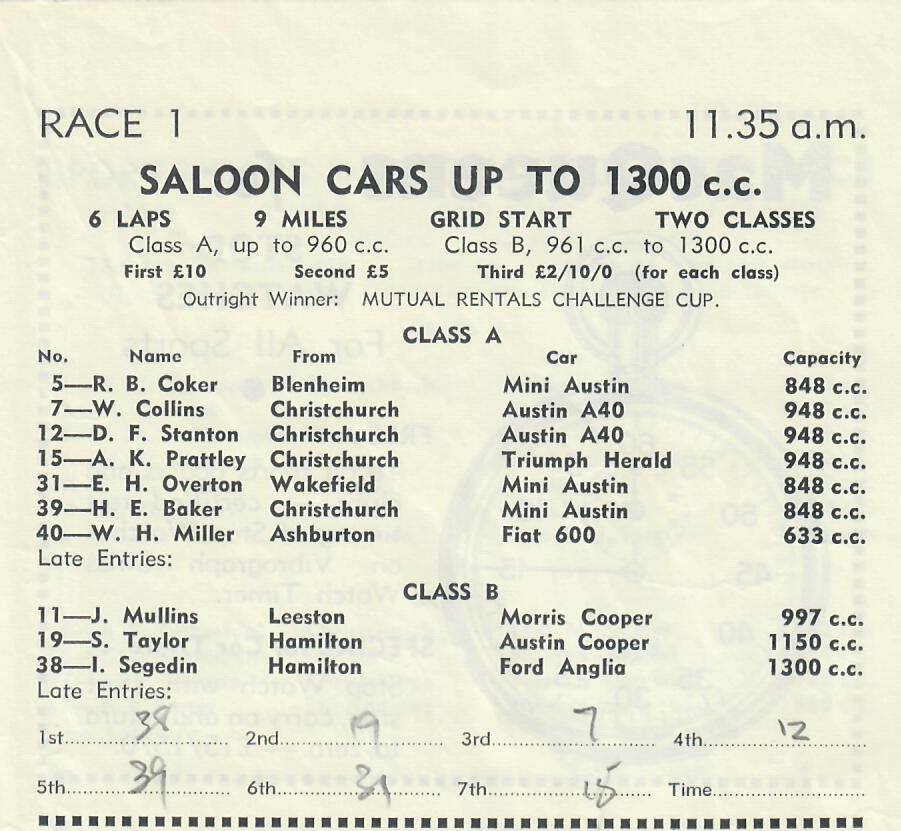 RACE 1 11.35 a.m.
SALOON CARS UP TO 1300 c.c.
6 LAPS 9 MILES GRID START TWO CLASSES
Class A, up to 960 c.c. Class B, 961 c.c. to 1300 c.c.
First £10 Second £5 Third £2/10/0 (for each class)
Outright Winner: MUTUAL RENTALS CHALLENGE CUP.
CLASS A
No. Name From Car Capacity
5—R. B. Coker Blenheim Mini Austin 848 c.c.
7—W. Collins Christchurch Austin A40 948 c.c.
12—D. F. Stanton Christchurch Austin A40 948 c.c.
15—A. K. Prattley Christchurch Triumph Herald 948 c.c.
31—E. H. Overton Wakefield Mini Austin 848 c.c.
39—H. E. Baker Christchurch Mini Austin 848 c.c.
40—W. H. Miller Ashburton Fiat 600 633 c.c.
Late Entries:
CLASS B
11—J. Mullins Leeston Morris Cooper 997 c.c.
19—S. Taylor Hamilton Austin Cooper 1150 c.c.
38—I. Segedin Hamilton Ford Anglia 1300 c.c.
Late Entries:
1st 38 2nd 19 3rd 7 4th 12
5th 39 6th 31 7th 15 Time